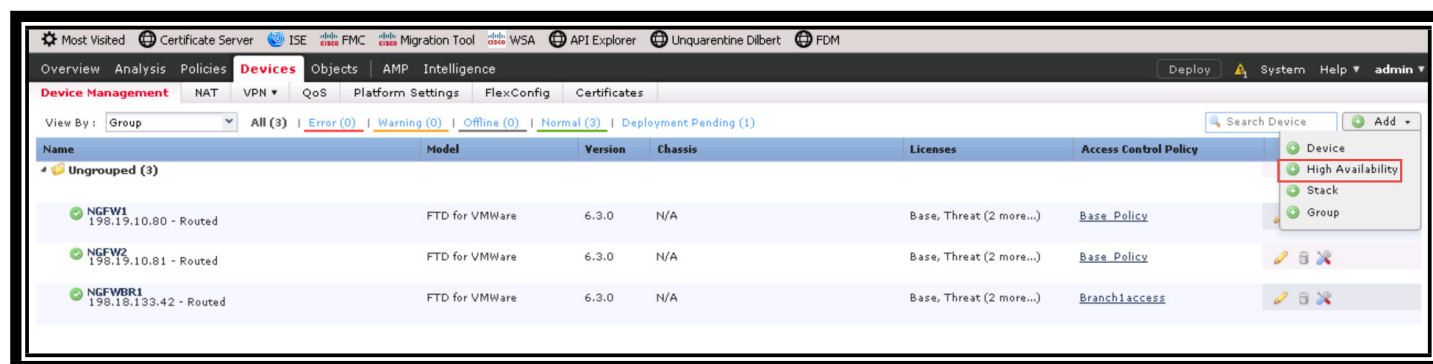 Most Visited Certificate Server ISE cisco FMC cisco Migration Tool cisco WSA API Explorer Unquarentine Dilbert FDM
Overview Analysis Policies Devices Objects | AMP Intelligence Deploy 1 System Help ▾ admin ▾
Device Management NAT VPN ▾ QoS Platform Settings FlexConfig Certificates
View By : Group All (3) | Error (0) | Warning (0) | Offline (0) | Normal (3) | Deployment Pending (1) Search Device Add
Name Model Version Chassis Licenses Access Control Policy
Device
High Availability
Stack
Group
Ungrouped (3)
NGFW1
198.19.10.80 - Routed FTD for VMWare 6.3.0 N/A Base, Threat (2 more...) Base_Policy
NGFW2
198.19.10.81 - Routed FTD for VMWare 6.3.0 N/A Base, Threat (2 more...) Base_Policy
NGFWBR1
198.18.133.42 - Routed FTD for VMWare 6.3.0 N/A Base, Threat (2 more...) Branch1access